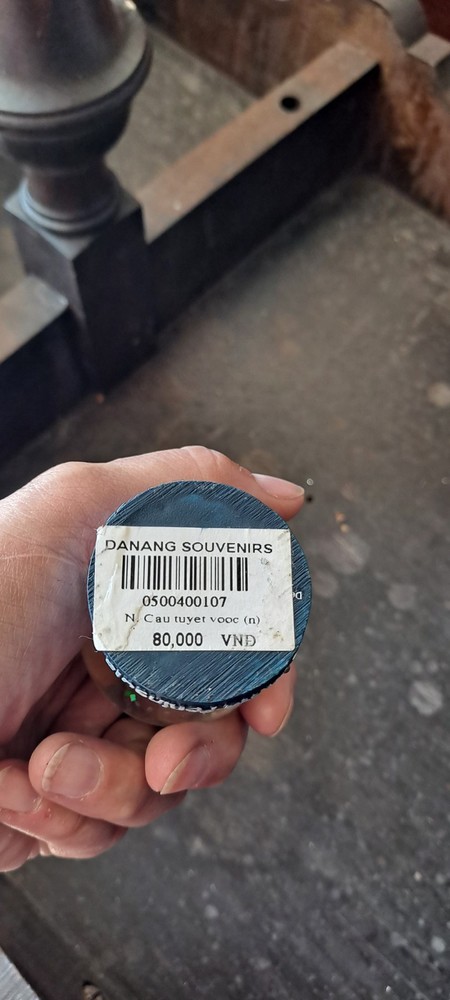 DANANG SOUVENIRS
0500400107
N. Cau tuyet vooc (n)
80,000 VND